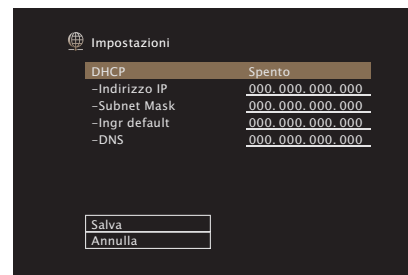 Impostazioni
DHCP Spento
-Indirizzo IP 000.000.000.000
-Subnet Mask 000.000.000.000
-Ingr default 000.000.000.000
-DNS 000.000.000.000
Salva
Annulla